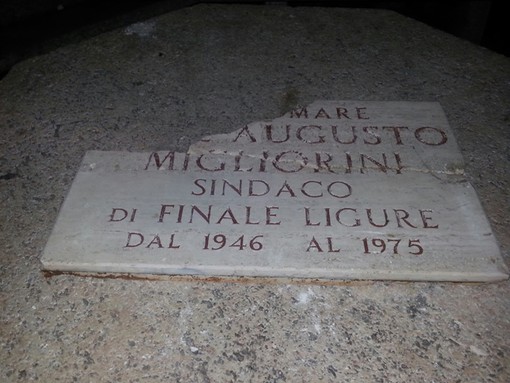 MARE
AUGUSTO
MIGLIORINI
SINDACO
DI FINALE LIGURE
DAL 1946 AL 1975